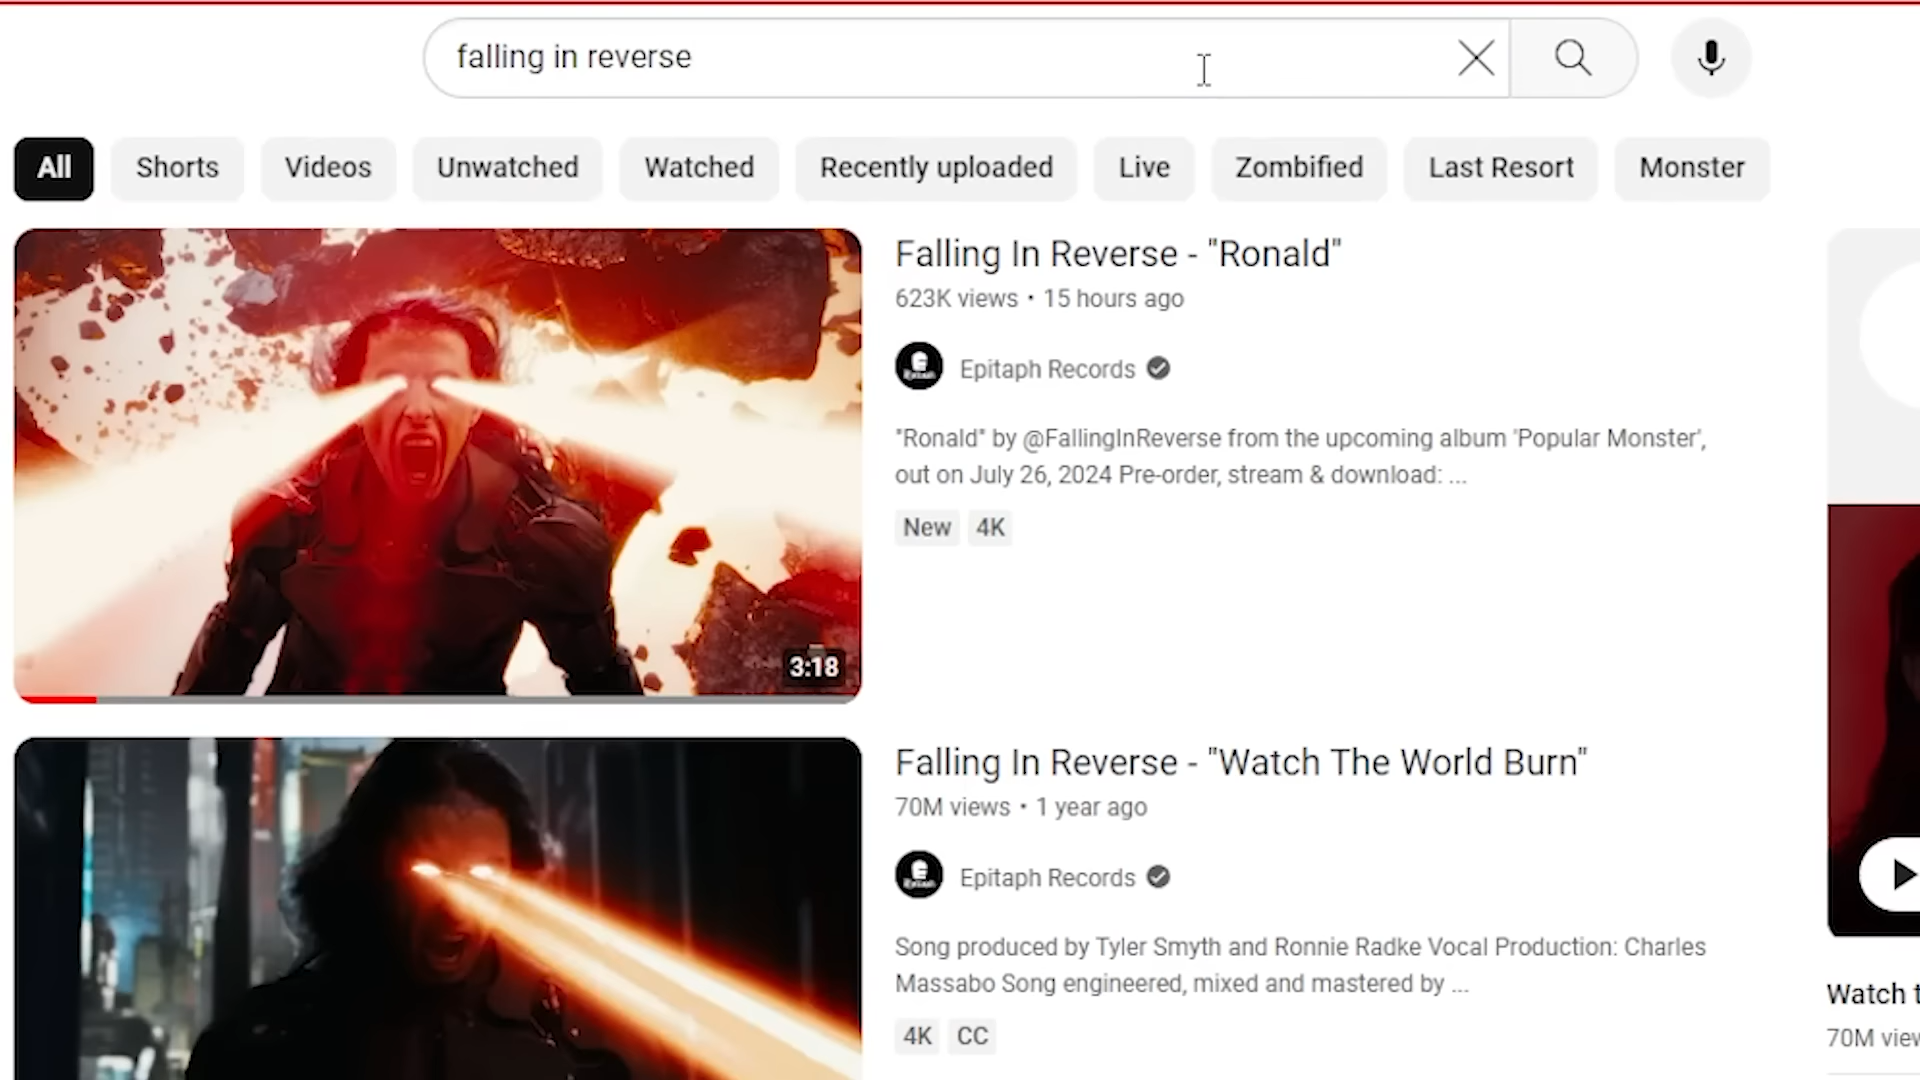 falling in reverse
All Shorts Videos Unwatched Watched Recently uploaded Live Zombified Last Resort Monster
Falling In Reverse - "Ronald"
623K views • 15 hours ago
Epitaph Records
"Ronald" by @FallingInReverse from the upcoming album 'Popular Monster',
out on July 26, 2024 Pre-order, stream & download: ...
New 4K
3:18
Falling In Reverse - "Watch The World Burn"
70M views • 1 year ago
Epitaph Records
Song produced by Tyler Smyth and Ronnie Radke Vocal Production: Charles
Massabo Song engineered, mixed and mastered by ...
4K CC
Watch
70M